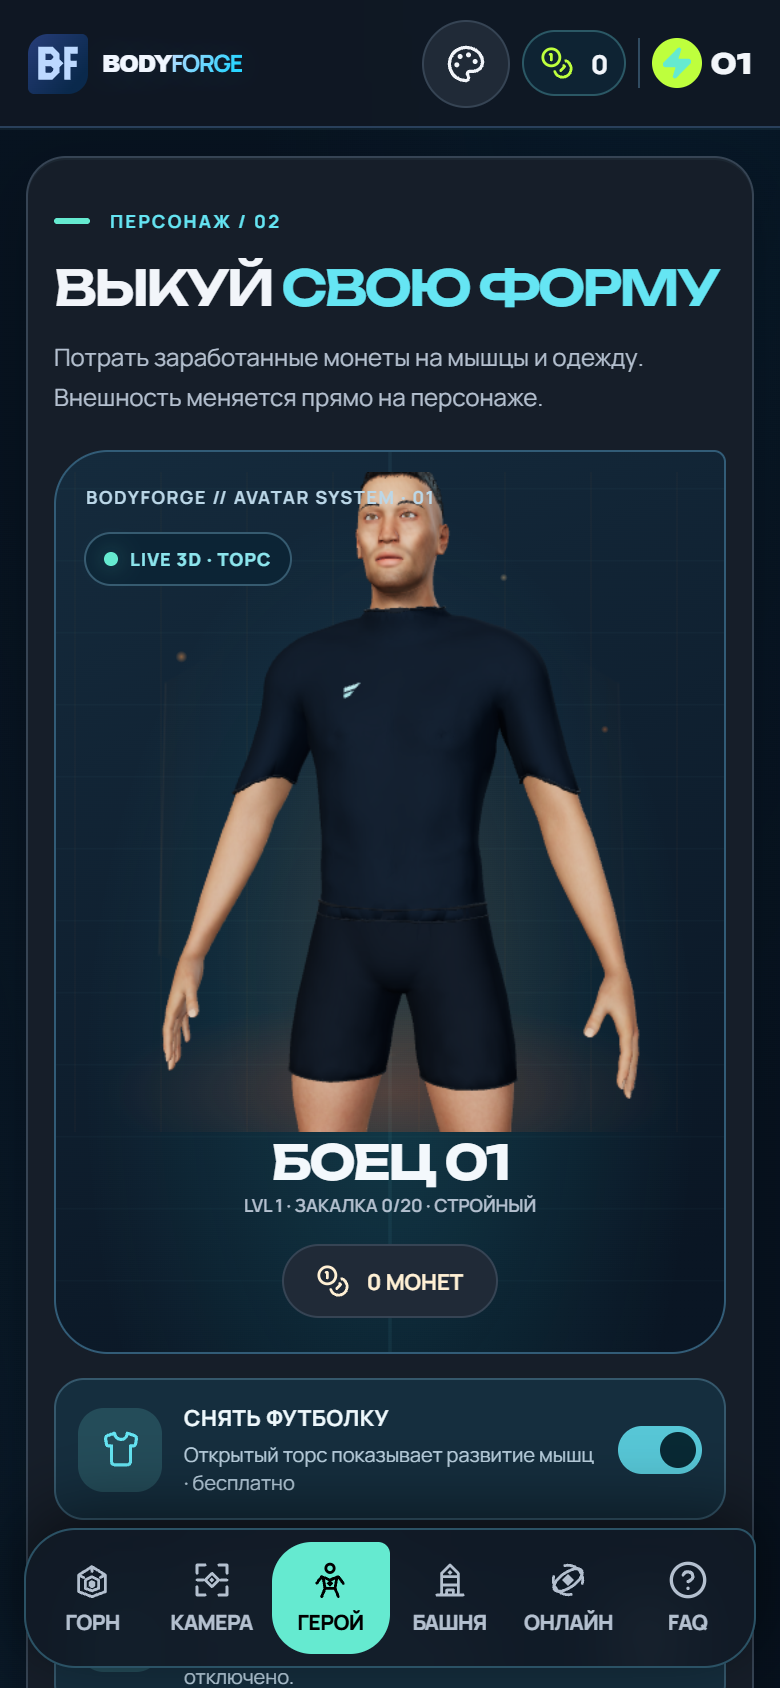 BF BODYFORGE
0
01
ПЕРСОНАЖ / 02
ВЫКУЙ СВОЮ ФОРМУ
Потрать заработанные монеты на мышцы и одежду.
Внешность меняется прямо на персонаже.
BODYFORGE // AVATAR SYSTEM · 01
LIVE 3D · ТОРС
БОЕЦ 01
LVL 1 · ЗАКАЛКА 0/20 · СТРОЙНЫЙ
0 МОНЕТ
СНЯТЬ ФУТБОЛКУ
Открытый торс показывает развитие мышц
· бесплатно
ГОРН
КАМЕРА
ГЕРОЙ
БАШНЯ
ОНЛАЙН
FAQ
отключено.